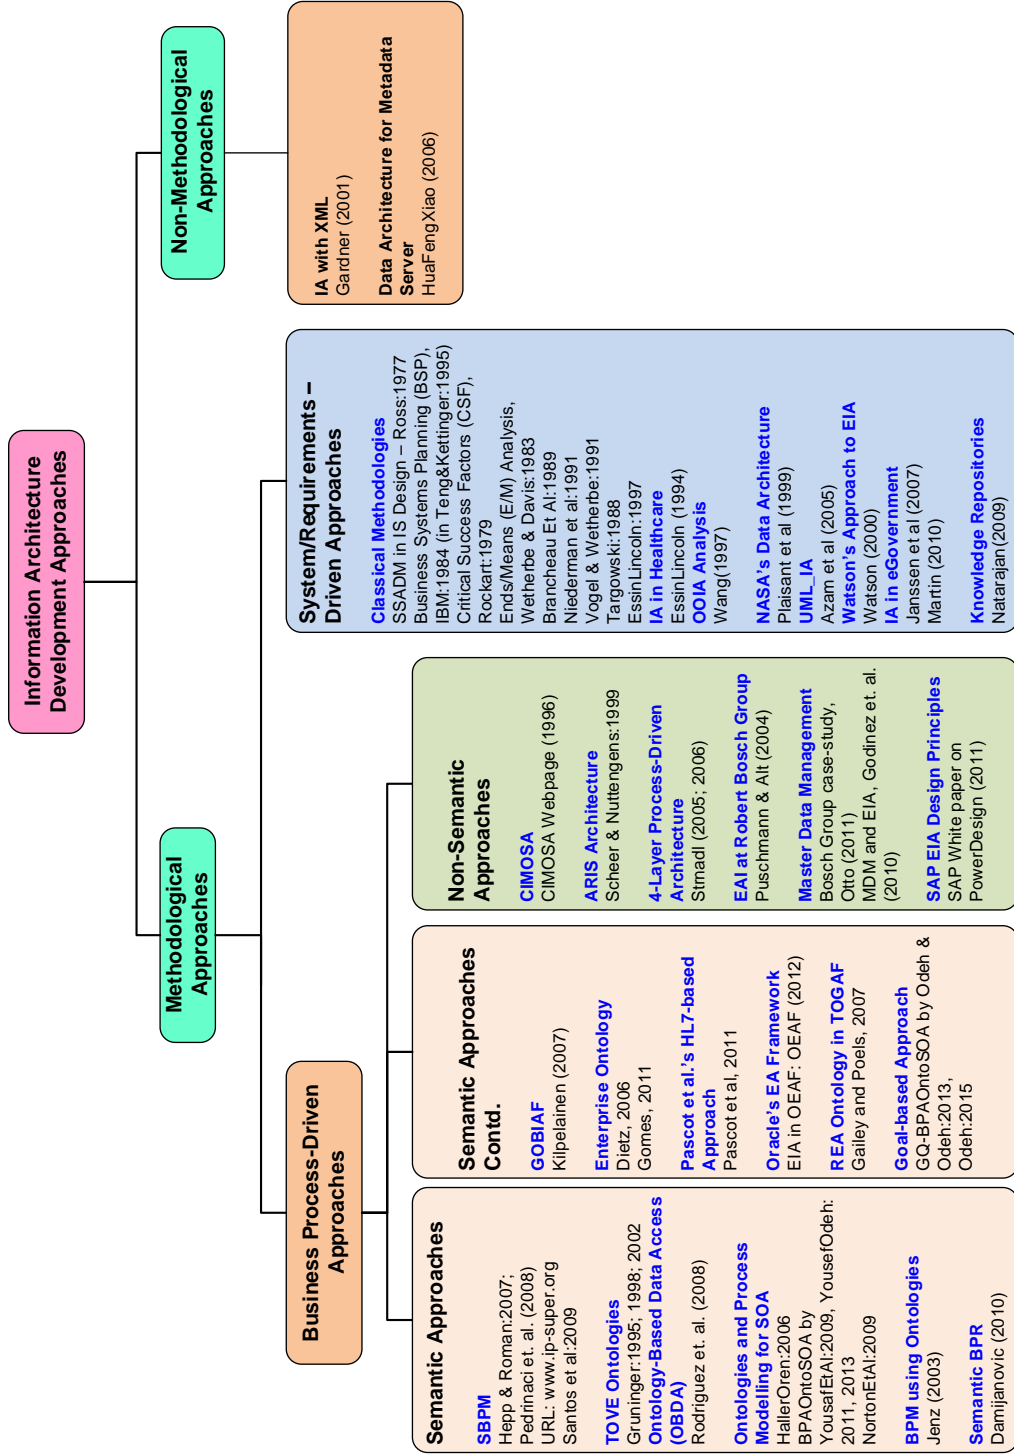 Information Architecture
Development Approaches
Methodological
Approaches
Non-Methodological
Approaches
Business Process-Driven
Approaches
Semantic Approaches
SBPM
Hepp & Roman:2007;
Pedrinaci et. al. (2008)
URL: www.ip-super.org
Santos et al:2009
TOVE Ontologies
Gruninger:1995; 1998; 2002
Ontology-Based Data Access
(OBDA)
Rodriguez et. al. (2008)
Ontologies and Process
Modelling for SOA
HallerOren:2006
BPAOntoSOA by
YousafEtAl:2009, YousefOdeh:
2011, 2013
NortonEtAl:2009
BPM using Ontologies
Jenz (2003)
Semantic BPR
Damijanovic (2010)
Semantic Approaches
Contd.
GOBIAF
Kilpelainen (2007)
Enterprise Ontology
Dietz, 2006
Gomes, 2011
Pascot et al.'s HL7-based
Approach
Pascot et al, 2011
Oracle's EA Framework
EIA in OEAF: OEAF (2012)
REA Ontology in TOGAF
Gailey and Poels, 2007
Goal-based Approach
GQ-BPAOntoSOA by Odeh &
Odeh:2013,
Odeh:2015
Non-Semantic
Approaches
CIMOSA
CIMOSA Webpage (1996)
ARIS Architecture
Scheer & Nuttengens:1999
4-Layer Process-Driven
Architecture
Strnadl (2005; 2006)
EAI at Robert Bosch Group
Puschmann & Alt (2004)
Master Data Management
Bosch Group case-study,
Otto (2011)
MDM and EIA, Godinez et. al.
(2010)
SAP EIA Design Principles
SAP White paper on
PowerDesign (2011)
System/Requirements –
Driven Approaches
Classical Methodologies
SSADM in IS Design – Ross:1977
Business Systems Planning (BSP),
IBM:1984 (in Teng&Kettinger:1995)
Critical Success Factors (CSF),
Rockart:1979
Ends/Means (E/M) Analysis,
Wetherbe & Davis:1983
Brancheau Et Al:1989
Niederman et al:1991
Vogel & Wetherbe:1991
Targowski:1988
EssinLincoln:1997
IA in Healthcare
EssinLincoln (1994)
OOIA Analysis
Wang(1997)
NASA's Data Architecture
Plaisant et al (1999)
UML_IA
Azam et al (2005)
Watson's Approach to EIA
Watson (2000)
IA in eGovernment
Janssen et al (2007)
Martin (2010)
Knowledge Repositories
Natarajan(2009)
IA with XML
Gardner (2001)
Data Architecture for Metadata
Server
HuaFengXiao (2006)